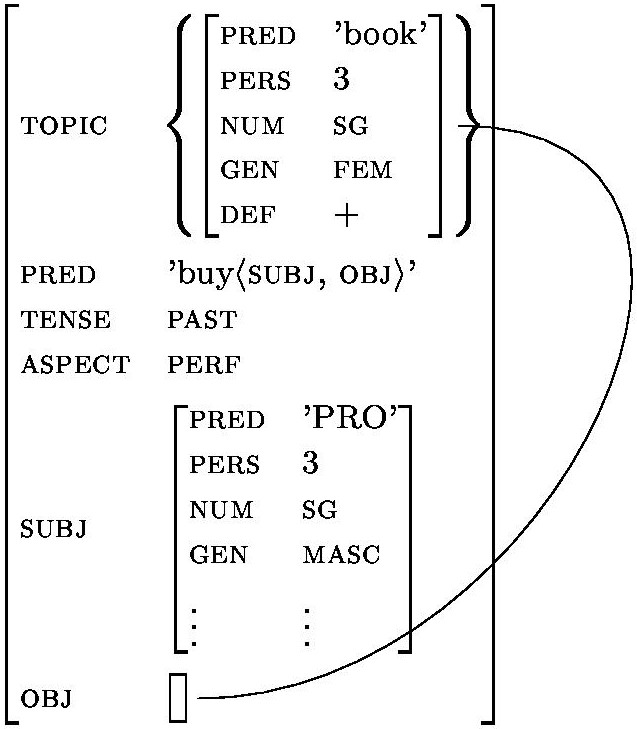 PRED 'book'
PERS 3
TOPIC NUM SG
GEN FEM
DEF +
PRED 'buy⟨SUBJ, OBJ⟩'
TENSE PAST
ASPECT PERF
PRED 'PRO'
PERS 3
NUM SG
SUBJ
GEN MASC
⋮ ⋮
OBJ []